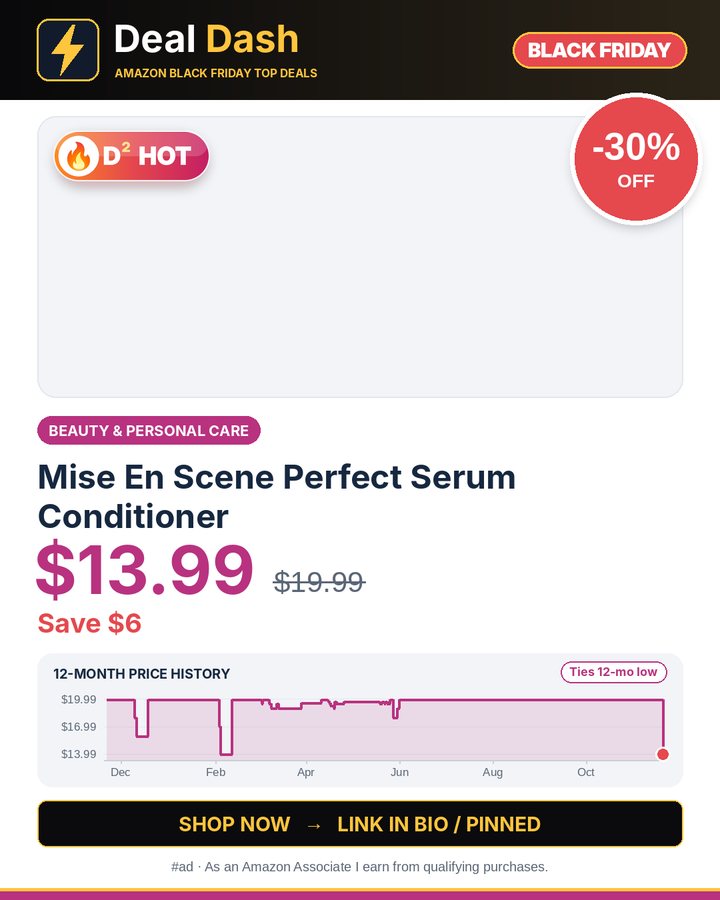 Deal Dash
AMAZON BLACK FRIDAY TOP DEALS
BLACK FRIDAY
D² HOT
-30%
OFF
BEAUTY & PERSONAL CARE
Mise En Scene Perfect Serum
Conditioner
$13.99 $19.99
Save $6
12-MONTH PRICE HISTORY
Ties 12-mo low
$19.99
$16.99
$13.99
Dec Feb Apr Jun Aug Oct
SHOP NOW → LINK IN BIO / PINNED
#ad · As an Amazon Associate I earn from qualifying purchases.